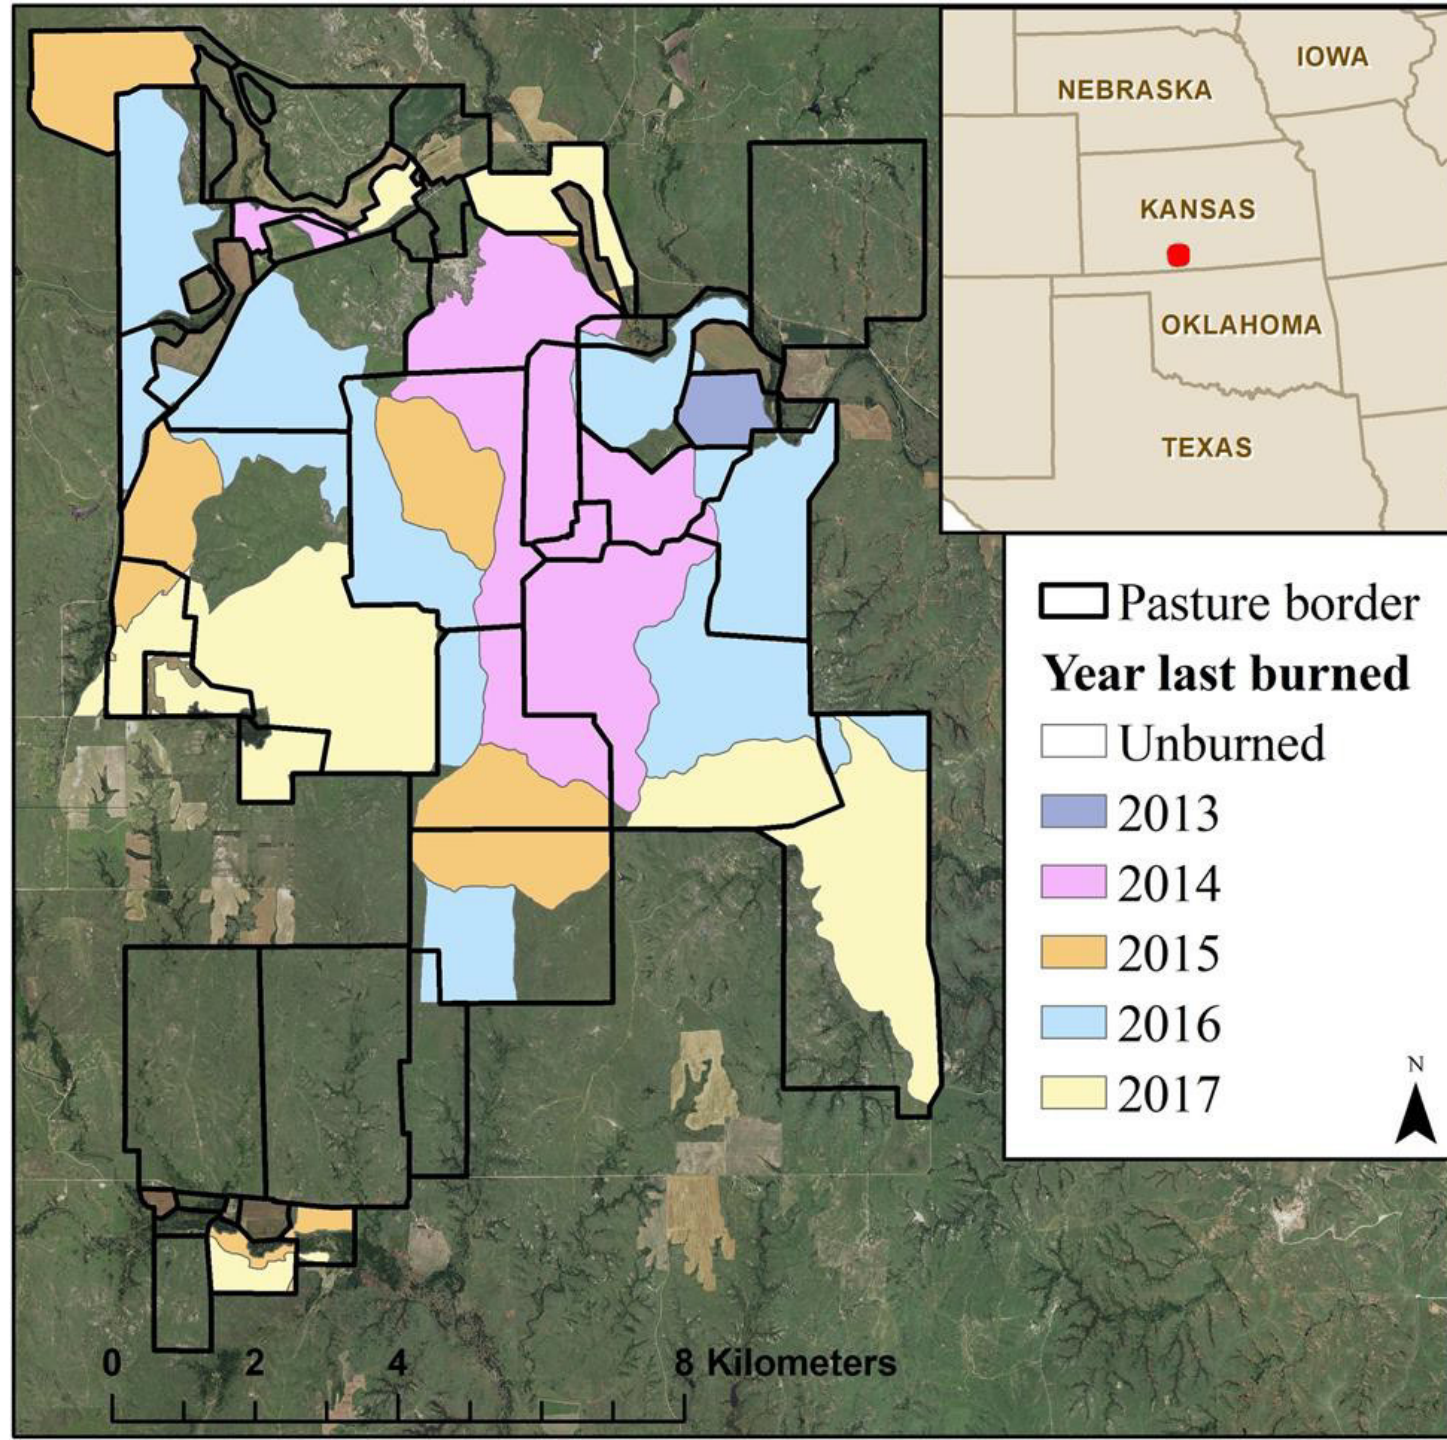 NEBRASKA
IOWA
KANSAS
OKLAHOMA
TEXAS
Pasture border
Year last burned
Unburned
2013
2014
2015
2016
2017
N
0 2 4 8 Kilometers